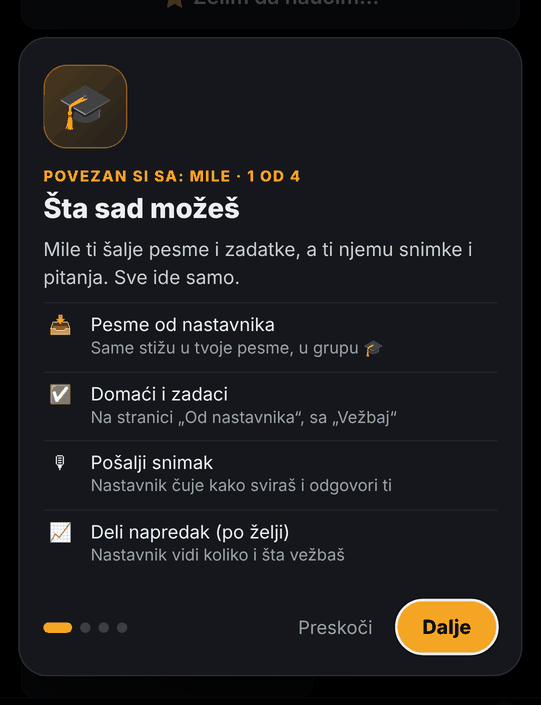 Želim da naučim...
POVEZAN SI SA: MILE · 1 OD 4
Šta sad možeš
Mile ti šalje pesme i zadatke, a ti njemu snimke i
pitanja. Sve ide samo.
Pesme od nastavnika
Same stižu u tvoje pesme, u grupu 🎓
Domaći i zadaci
Na stranici „Od nastavnika“, sa „Vežbaj“
Pošalji snimak
Nastavnik čuje kako sviraš i odgovori ti
Deli napredak (po želji)
Nastavnik vidi koliko i šta vežbaš
Preskoči
Dalje